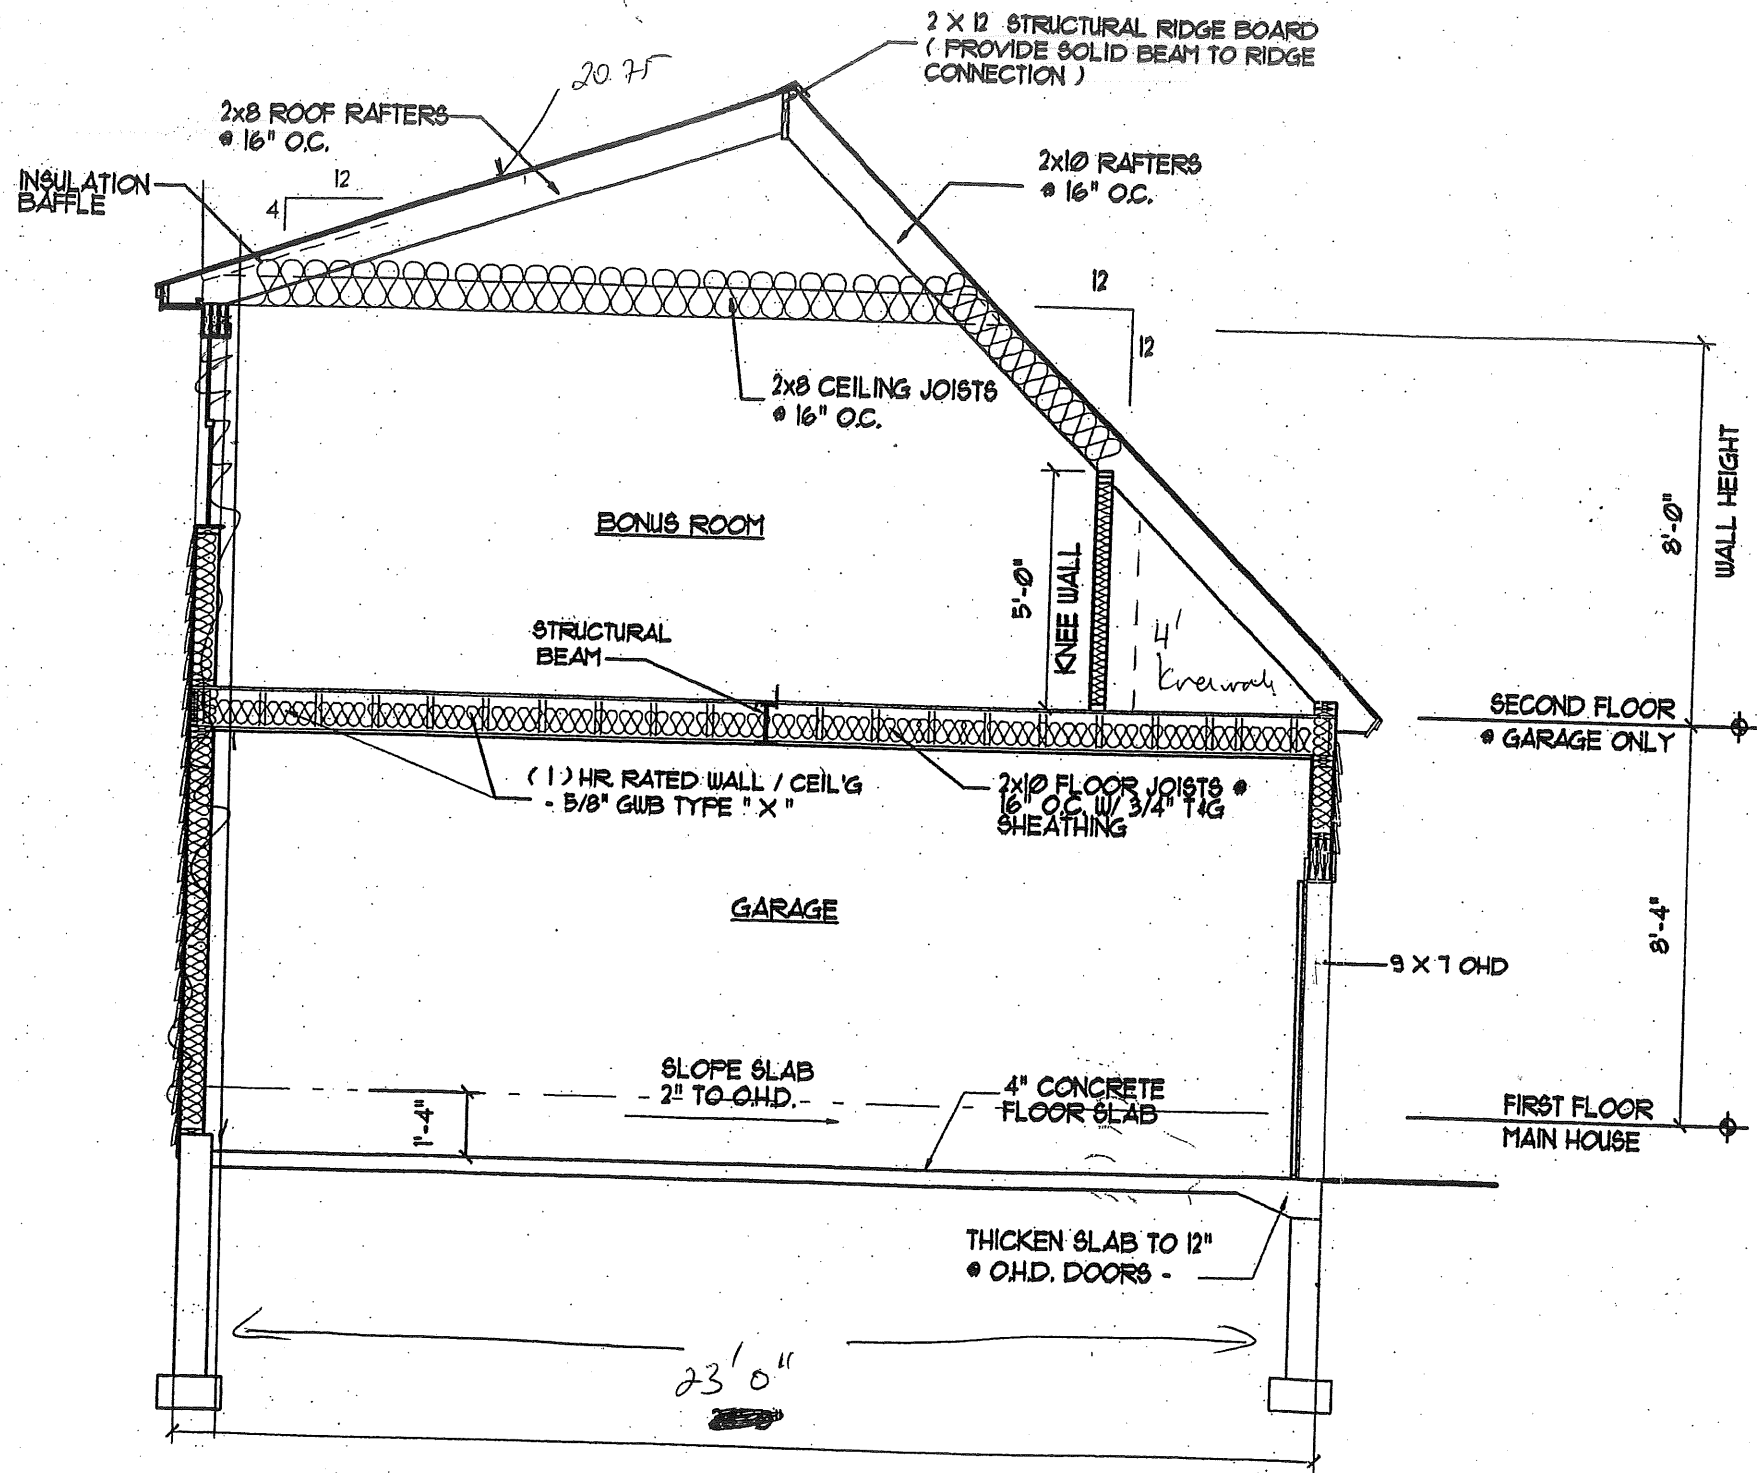 2 X 12 STRUCTURAL RIDGE BOARD
( PROVIDE SOLID BEAM TO RIDGE
CONNECTION )
20.75
2x8 ROOF RAFTERS
@ 16" O.C.
INSULATION
BAFFLE
12
4
2x10 RAFTERS
@ 16" O.C.
12
12
2x8 CEILING JOISTS
@ 16" O.C.
8'-0"
WALL HEIGHT
BONUS ROOM
5'-0"
KNEE WALL
4'
Kneewall
STRUCTURAL
BEAM
SECOND FLOOR
@ GARAGE ONLY
( 1 ) HR. RATED WALL / CEIL'G
- 5/8" GWB TYPE " X "
2x10 FLOOR JOISTS @
16" O.C. W/ 3/4" T&G
SHEATHING
GARAGE
8'-4"
9 X 7 OHD
SLOPE SLAB
2" TO O.H.D.
1'-4"
4" CONCRETE
FLOOR SLAB
FIRST FLOOR
MAIN HOUSE
THICKEN SLAB TO 12"
@ O.H.D. DOORS -
23'0"